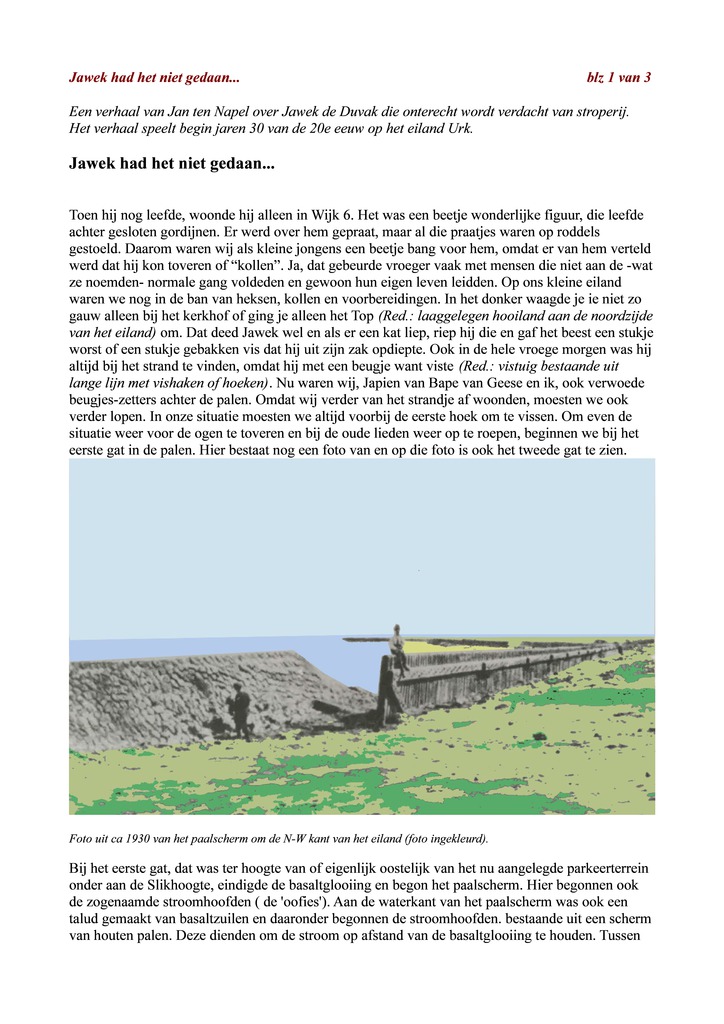 Jawek had het niet gedaan... blz 1 van 3
Een verhaal van Jan ten Napel over Jawek de Duvak die onterecht wordt verdacht van stroperij.
Het verhaal speelt begin jaren 30 van de 20e eeuw op het eiland Urk.
Jawek had het niet gedaan...
Toen hij nog leefde, woonde hij alleen in Wijk 6. Het was een beetje wonderlijke figuur, die leefde
achter gesloten gordijnen. Er werd over hem gepraat, maar al die praatjes waren op roddels
gestoeld. Daarom waren wij als kleine jongens een beetje bang voor hem, omdat er van hem verteld
werd dat hij kon toveren of “kollen”. Ja, dat gebeurde vroeger vaak met mensen die niet aan de -wat
ze noemden- normale gang voldeden en gewoon hun eigen leven leidden. Op ons kleine eiland
waren we nog in de ban van heksen, kollen en voorbereidingen. In het donker waagde je ie niet zo
gauw alleen bij het kerkhof of ging je alleen het Top (Red.: laaggelegen hooiland aan de noordzijde
van het eiland) om. Dat deed Jawek wel en als er een kat liep, riep hij die en gaf het beest een stukje
worst of een stukje gebakken vis dat hij uit zijn zak opdiepte. Ook in de hele vroege morgen was hij
altijd bij het strand te vinden, omdat hij met een beugje want viste (Red.: vistuig bestaande uit
lange lijn met vishaken of hoeken). Nu waren wij, Japien van Bape van Geese en ik, ook verwoede
beugjes-zetters achter de palen. Omdat wij verder van het strandje af woonden, moesten we ook
verder lopen. In onze situatie moesten we altijd voorbij de eerste hoek om te vissen. Om even de
situatie weer voor de ogen te toveren en bij de oude lieden weer op te roepen, beginnen we bij het
eerste gat in de palen. Hier bestaat nog een foto van en op die foto is ook het tweede gat te zien.
Foto uit ca 1930 van het paalscherm om de N-W kant van het eiland (foto ingekleurd).
Bij het eerste gat, dat was ter hoogte van of eigenlijk oostelijk van het nu aangelegde parkeerterrein
onder aan de Slikhoogte, eindigde de basaltglooiing en begon het paalscherm. Hier begonnen ook
de zogenaamde stroomhoofden ( de 'oofies'). Aan de waterkant van het paalscherm was ook een
talud gemaakt van basaltzuilen en daaronder begonnen de stroomhoofden. bestaande uit een scherm
van houten palen. Deze dienden om de stroom op afstand van de basaltglooiing te houden. Tussen